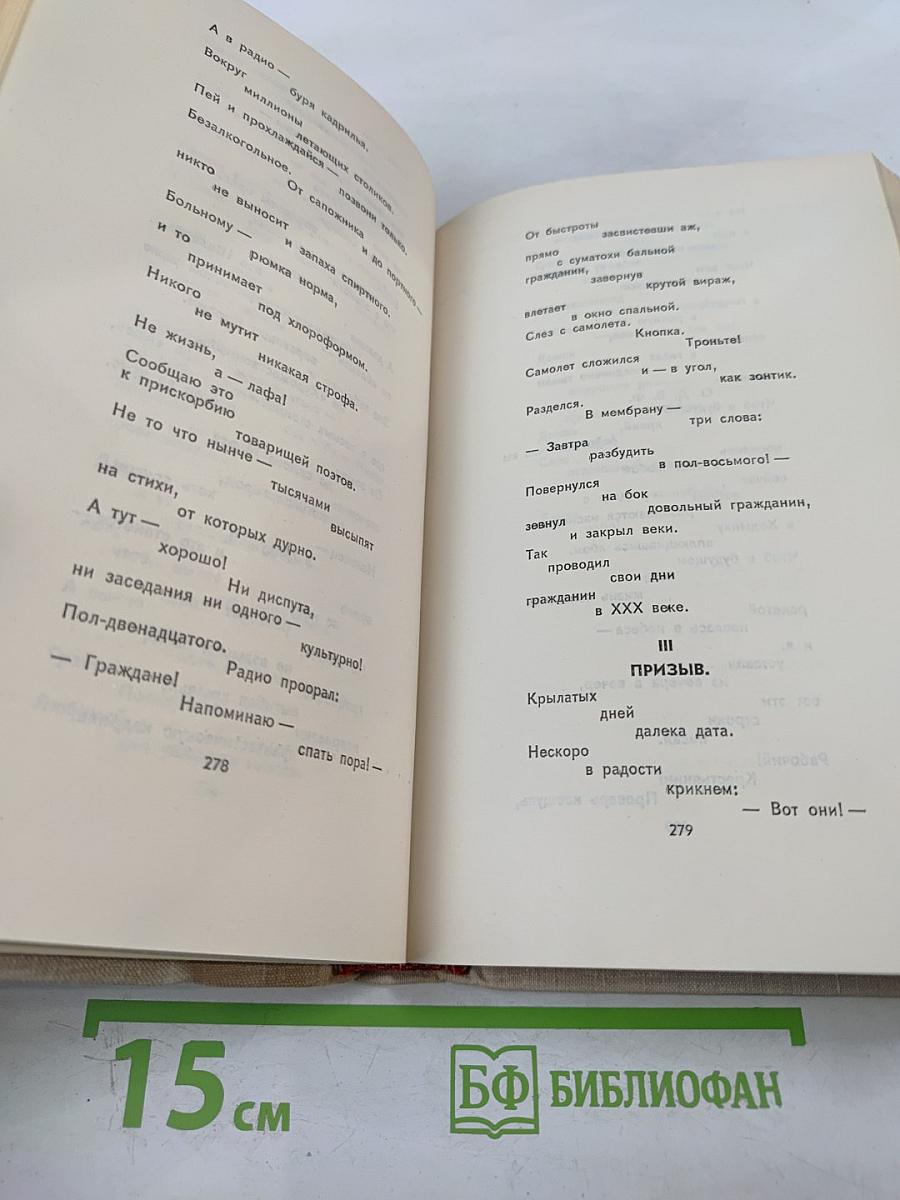 А в радио —
буря кадрилья.
Вокруг
миллионы
летающих столиков.
Пей и прохлаждайся —
позвони только.
Безалкогольное.
От сапожника
и до портного —
никто
не выносит
и запаха спиртного.
Больному —
рюмка норма,
и то
принимает
под хлороформом.
Никого
не мутит
никакая строфа.
Не жизнь,
а — лафа!
Сообщаю это
к прискорбию
товарищей поэтов.
Не то что нынче —
тысячами
высыпят
на стихи,
от которых дурно.
А тут —
хорошо!
Ни диспута,
ни заседания ни одного —
культурно!
Пол-двенадцатого.
Радио проорал:
— Граждане!
Напоминаю —
спать пора! —
278
От быстроты
засвистевши аж,
прямо
с суматохи бальной
гражданин,
завернув
крутой вираж,
влетает
в окно спальной.
Слез с самолета.
Кнопка.
Троньте!
Самолет сложился
и — в угол,
как зонтик.
Разделся.
В мембрану —
три слова:
— Завтра
разбудить
в пол-восьмого! —
Повернулся
на бок
довольный гражданин,
зевнул
и закрыл веки.
Так
проводил
свои дни
гражданин
в XXX веке.
III
ПРИЗЫВ.
Крылатых
дней
далека дата.
Нескоро
в радости
крикнем:
— Вот они! —
279
15 см
БФ БИБЛИОФАН